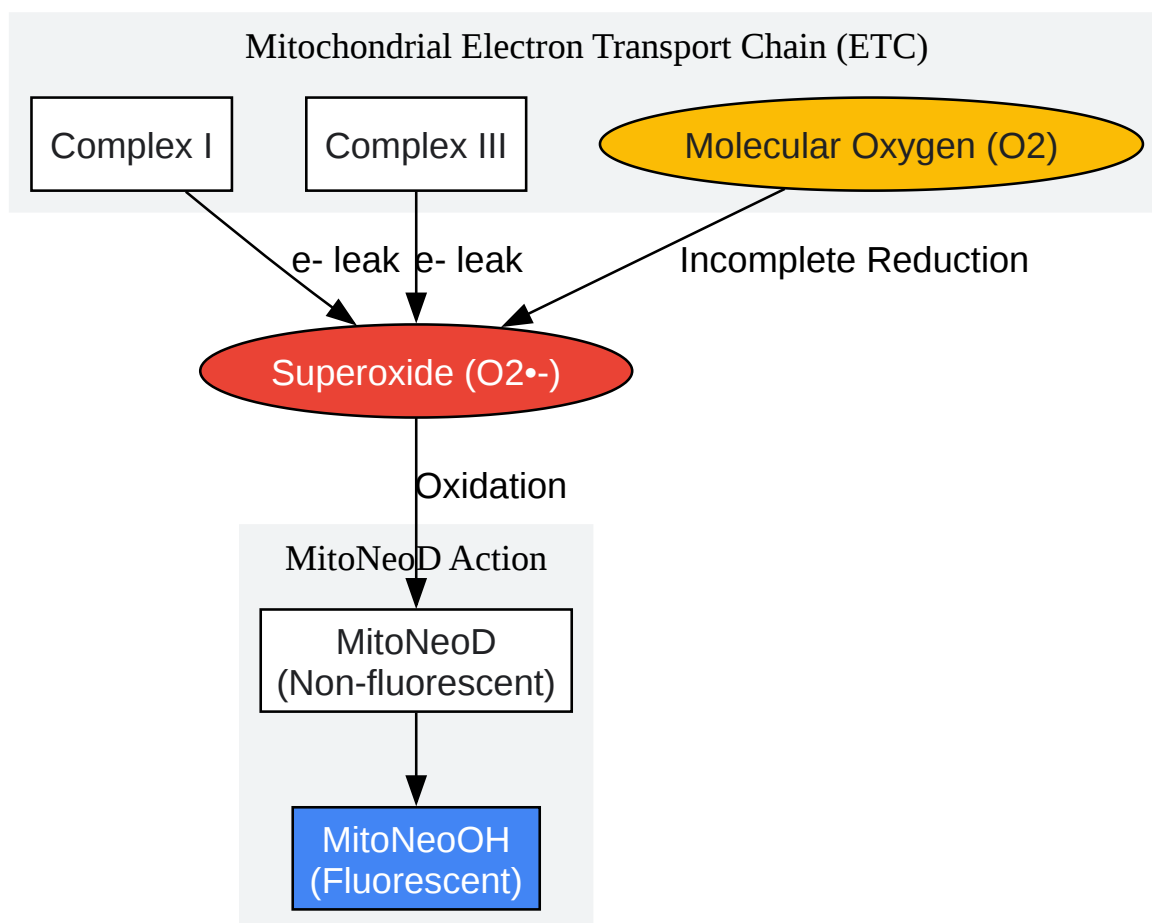 Mitochondrial Electron Transport Chain (ETC)
Complex I
Complex III
Molecular Oxygen (O2)
e- leak
e- leak
Incomplete Reduction
Superoxide (O2•-)
Oxidation
MitoNeoD Action
MitoNeoD
(Non-fluorescent)
MitoNeoOH
(Fluorescent)